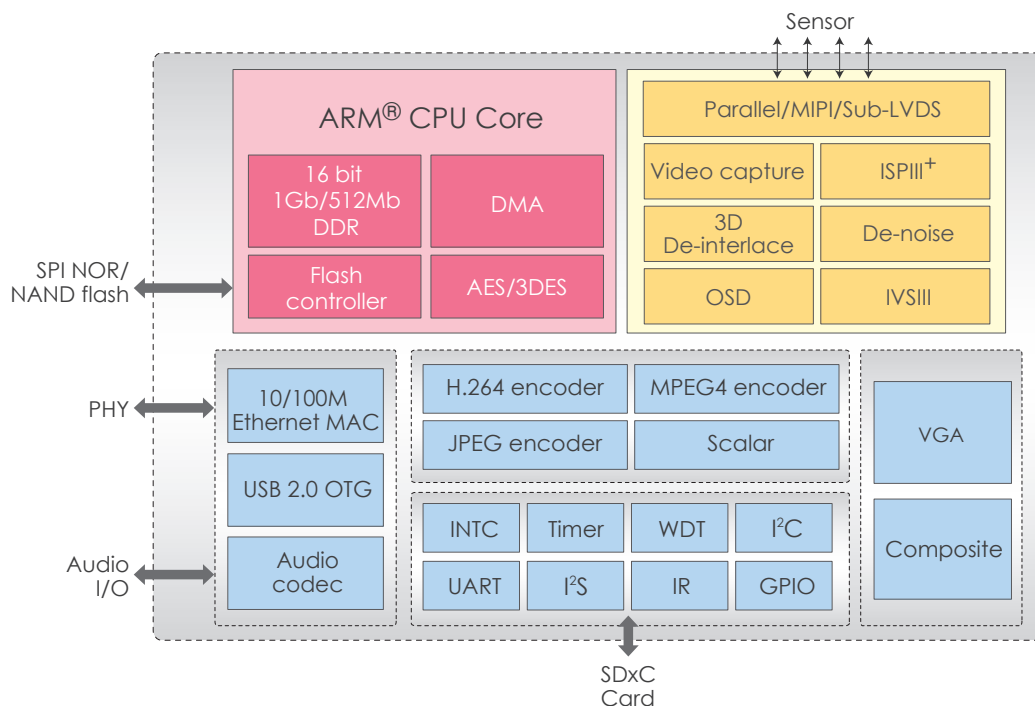 Sensor
ARM® CPU Core
16 bit
1Gb/512Mb
DDR
DMA
Flash
controller
AES/3DES
Parallel/MIPI/Sub-LVDS
Video capture
ISPIII⁺
3D
De-interlace
De-noise
OSD
IVSIII
SPI NOR/
NAND flash
PHY
10/100M
Ethernet MAC
USB 2.0 OTG
Audio
I/O
Audio
codec
H.264 encoder
MPEG4 encoder
JPEG encoder
Scalar
INTC
Timer
WDT
I²C
UART
I²S
IR
GPIO
VGA
Composite
SDxC
Card